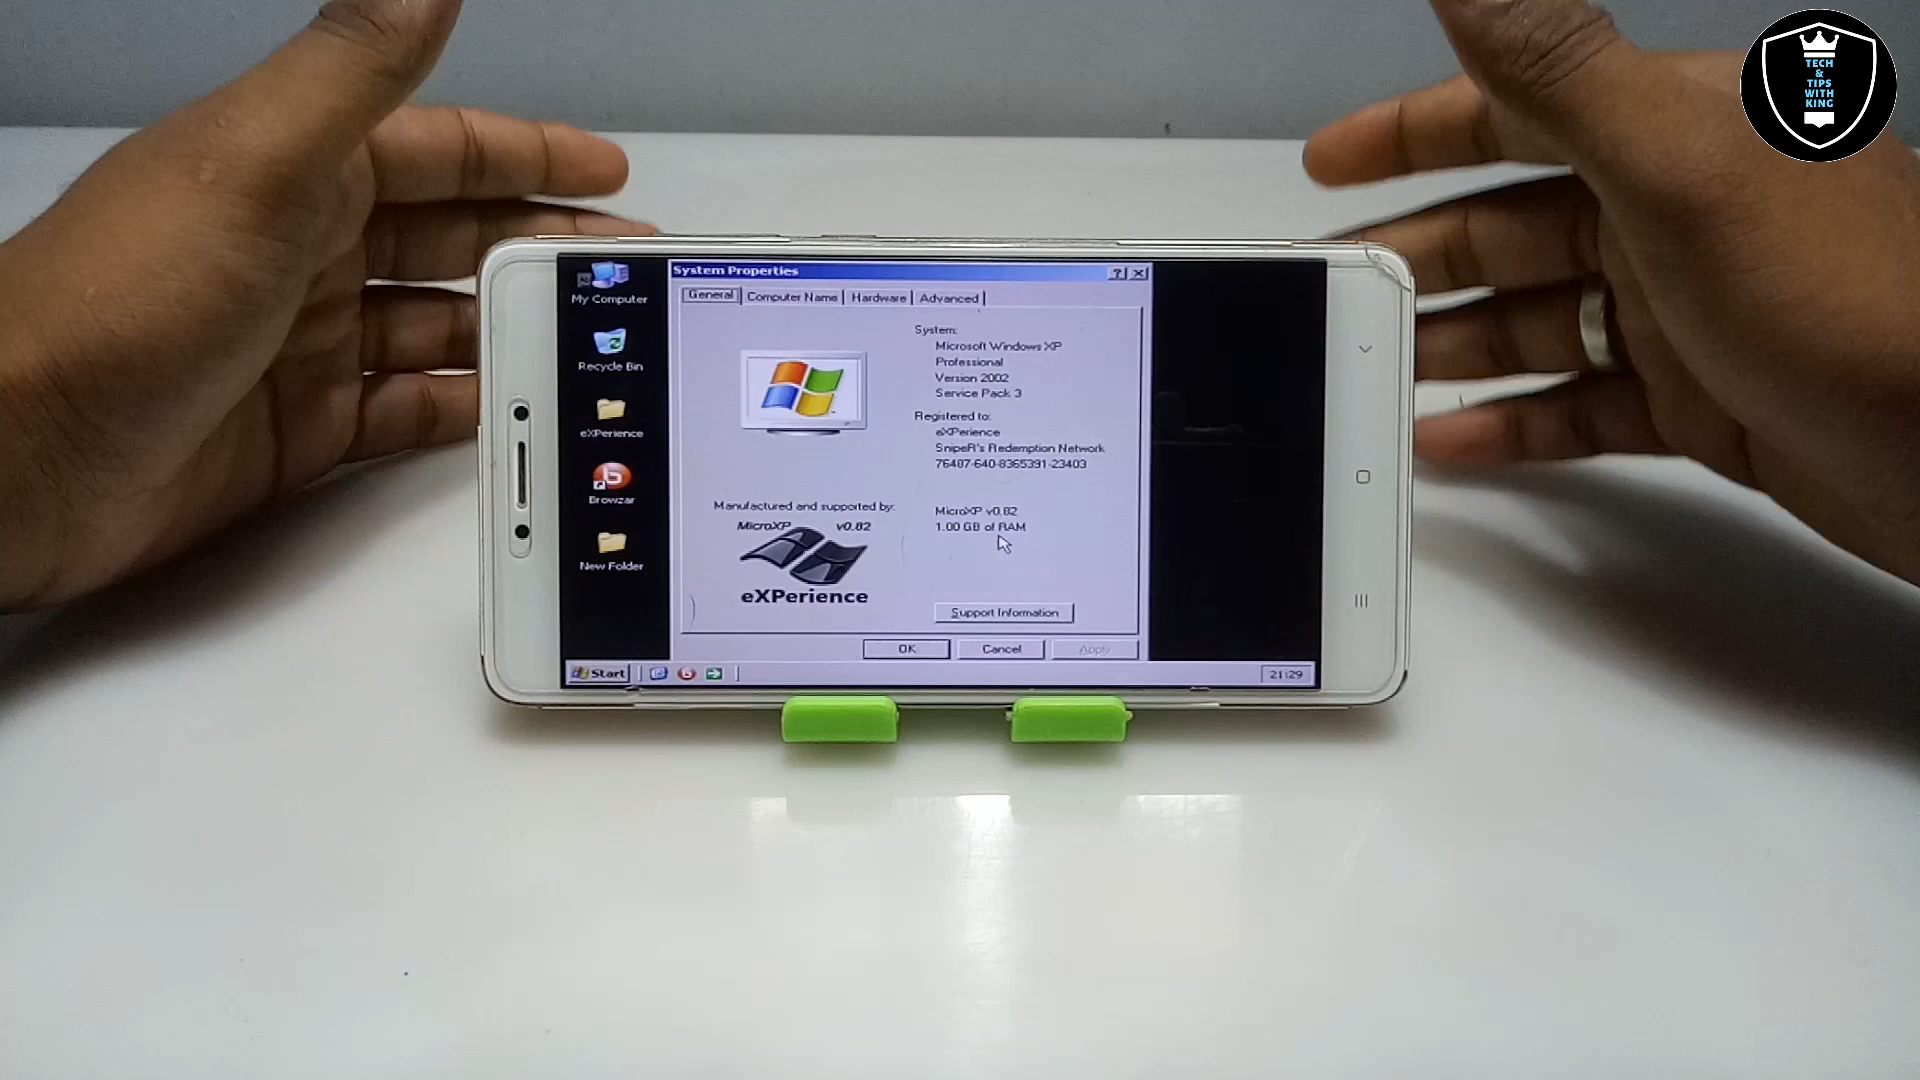 TECH
&
TIPS
WITH
KING
My Computer
Recycle Bin
eXPerience
Browzar
New Folder
System Properties
General
Computer Name
Hardware
Advanced
System:
Microsoft Windows XP
Professional
Version 2002
Service Pack 3
Registered to:
eXPerience
SnipeR's Redemption Network
76487-640-8365391-23403
Manufactured and supported by:
MicroXP v0.82
eXPerience
MicroXP v0.82
1.00 GB of RAM
Support Information
OK
Cancel
Apply
Start
21:29